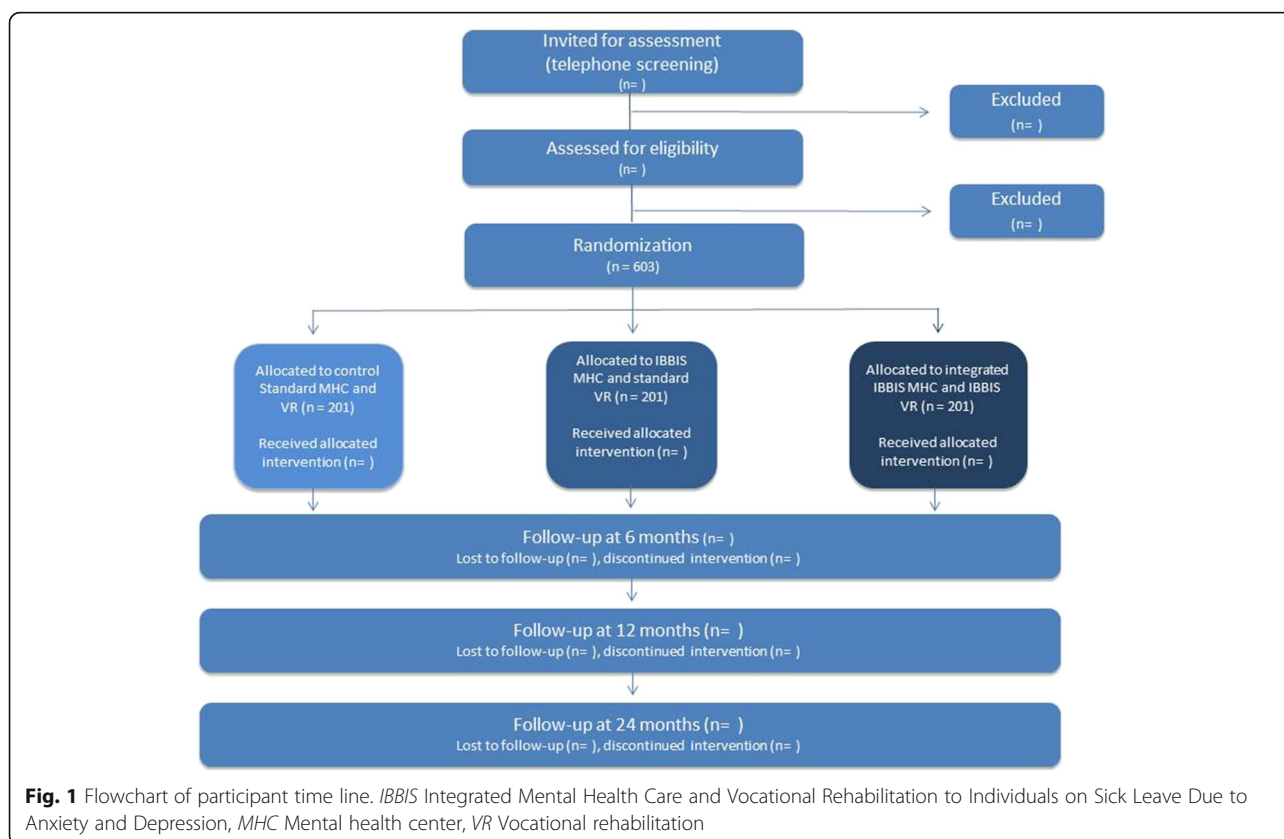 Invited for assessment
(telephone screening)
(n= )
Excluded
(n= )
Assessed for eligibility
(n= )
Excluded
(n= )
Randomization
(n = 603)
Allocated to control
Standard MHC and
VR (n = 201)
Received allocated
intervention (n= )
Allocated to IBBIS
MHC and standard
VR (n = 201)
Received allocated
intervention (n= )
Allocated to integrated
IBBIS MHC and IBBIS
VR (n = 201)
Received allocated
intervention (n= )
Follow-up at 6 months (n= )
Lost to follow-up (n= ), discontinued intervention (n= )
Follow-up at 12 months (n= )
Lost to follow-up (n= ), discontinued intervention (n= )
Follow-up at 24 months (n= )
Lost to follow-up (n= ), discontinued intervention (n= )
Fig. 1 Flowchart of participant time line. IBBIS Integrated Mental Health Care and Vocational Rehabilitation to Individuals on Sick Leave Due to
Anxiety and Depression, MHC Mental health center, VR Vocational rehabilitation